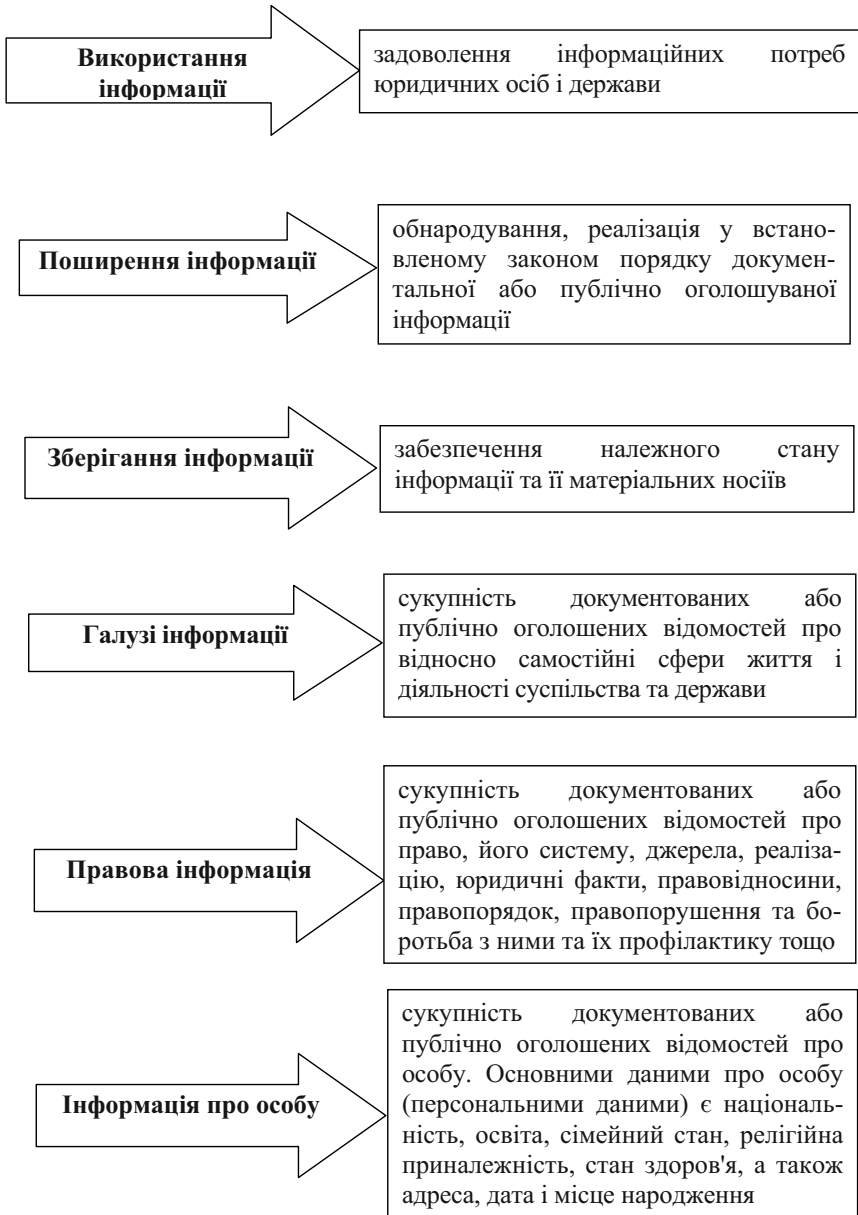 Використання
інформації
задоволення інформаційних потреб
юридичних осіб і держави
Поширення інформації
обнародування, реалізація у встано-
вленому законом порядку докумен-
тальної або публічно оголошуваної
інформації
Зберігання інформації
забезпечення належного стану
інформації та її матеріальних носіїв
Галузі інформації
сукупність документованих або
публічно оголошених відомостей про
відносно самостійні сфери життя і
діяльності суспільства та держави
Правова інформація
сукупність документованих або
публічно оголошених відомостей про
право, його систему, джерела, реаліза-
цію, юридичні факти, правовідносини,
правопорядок, правопорушення та бо-
ротьба з ними та їх профілактику тощо
Інформація про особу
сукупність документованих або
публічно оголошених відомостей про
особу. Основними даними про особу
(персональними даними) є національ-
ність, освіта, сімейний стан, релігійна
приналежність, стан здоров'я, а також
адреса, дата і місце народження